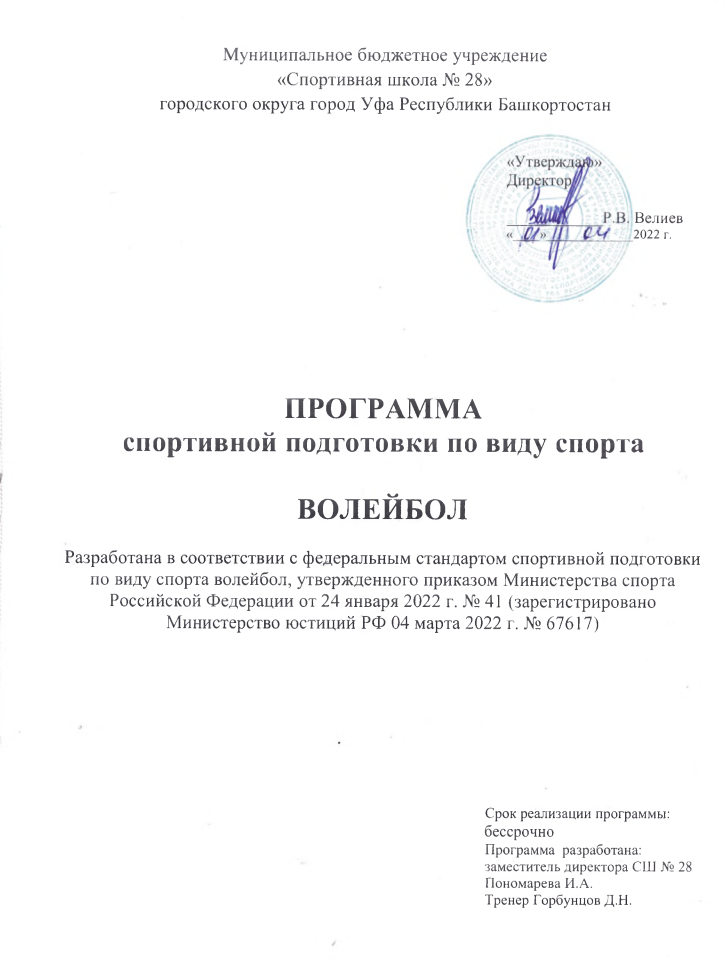 Муниципальное бюджетное учреждение
«Спортивная школа № 28»
городского округа город Уфа Республики Башкортостан
«Утверждаю»
Директор
Р.В. Велиев
«01» 04 2022 г.
ПРОГРАММА
спортивной подготовки по виду спорта
ВОЛЕЙБОЛ
Разработана в соответствии с федеральным стандартом спортивной подготовки
по виду спорта волейбол, утвержденного приказом Министерства спорта
Российской Федерации от 24 января 2022 г. № 41 (зарегистрировано
Министерство юстиций РФ 04 марта 2022 г. № 67617)
Срок реализации программы:
бессрочно
Программа разработана:
заместитель директора СШ № 28
Пономарева И.А.
Тренер Горбунцов Д.Н.